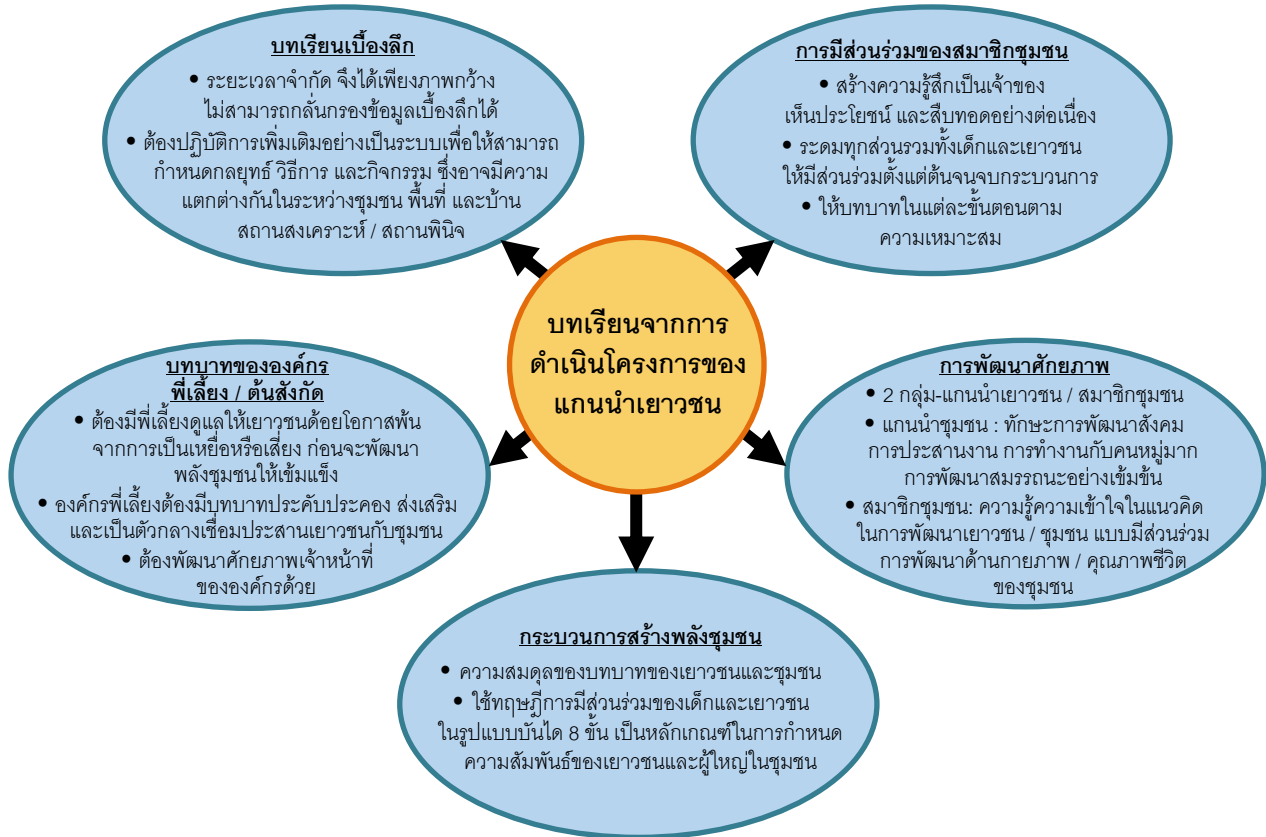 บทเรียนเบื้องลึก
• ระยะเวลาจำกัด จึงได้เพียงภาพกว้าง
ไม่สามารถกลั่นกรองข้อมูลเบื้องลึกได้
• ต้องปฏิบัติการเพิ่มเติมอย่างเป็นระบบเพื่อให้สามารถ
กำหนดกลยุทธ์ วิธีการ และกิจกรรม ซึ่งอาจมีความ
แตกต่างกันในระหว่างชุมชน พื้นที่ และบ้าน
สถานสงเคราะห์ / สถานพินิจ
การมีส่วนร่วมของสมาชิกชุมชน
• สร้างความรู้สึกเป็นเจ้าของ
เห็นประโยชน์ และสืบทอดอย่างต่อเนื่อง
• ระดมทุกส่วนรวมทั้งเด็กและเยาวชน
ให้มีส่วนร่วมตั้งแต่ต้นจนจบกระบวนการ
• ให้บทบาทในแต่ละขั้นตอนตาม
ความเหมาะสม
บทเรียนจากการ
ดำเนินโครงการของ
แกนนำเยาวชน
บทบาทขององค์กร
พี่เลี้ยง / ต้นสังกัด
• ต้องมีพี่เลี้ยงดูแลให้เยาวชนด้อยโอกาสพ้น
จากการเป็นเหยื่อหรือเสี่ยง ก่อนจะพัฒนา
พลังชุมชนให้เข้มแข็ง
• องค์กรพี่เลี้ยงต้องมีบทบาทประคับประคอง ส่งเสริม
และเป็นตัวกลางเชื่อมประสานเยาวชนกับชุมชน
• ต้องพัฒนาศักยภาพเจ้าหน้าที่
ขององค์กรด้วย
การพัฒนาศักยภาพ
• 2 กลุ่ม-แกนนำเยาวชน / สมาชิกชุมชน
• แกนนำชุมชน : ทักษะการพัฒนาสังคม
การประสานงาน การทำงานกับคนหมู่มาก
การพัฒนาสมรรถนะอย่างเข้มข้น
• สมาชิกชุมชน: ความรู้ความเข้าใจในแนวคิด
ในการพัฒนาเยาวชน / ชุมชน แบบมีส่วนร่วม
การพัฒนาด้านกายภาพ / คุณภาพชีวิต
ของชุมชน
กระบวนการสร้างพลังชุมชน
• ความสมดุลของบทบาทของเยาวชนและชุมชน
• ใช้ทฤษฎีการมีส่วนร่วมของเด็กและเยาวชน
ในรูปแบบบันได 8 ขั้น เป็นหลักเกณฑ์ในการกำหนด
ความสัมพันธ์ของเยาวชนและผู้ใหญ่ในชุมชน